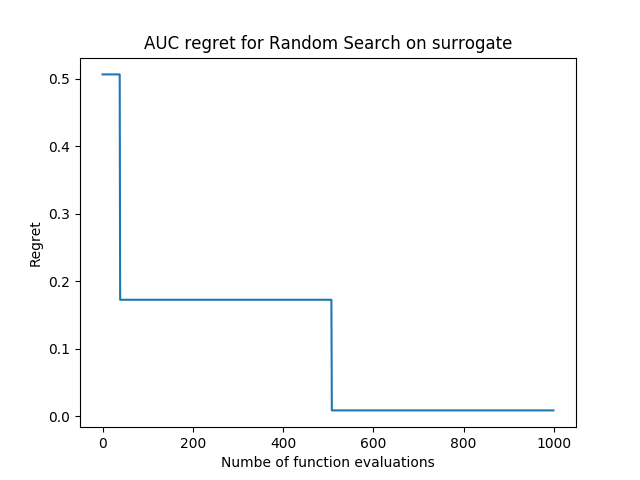 AUC regret for Random Search on surrogate
0.5
0.4
0.3
0.2
0.1
0.0
Regret
0 200 400 600 800 1000
Numbe of function evaluations